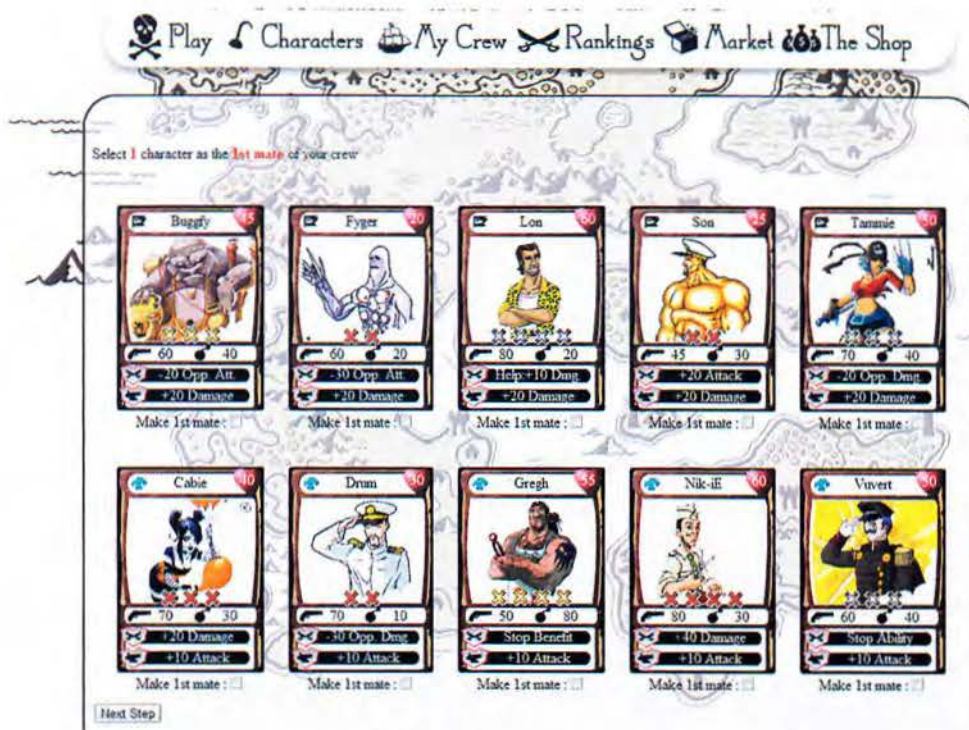 Play Characters My Crew Rankings Market The Shop
Select 1 character as the 1st mate of your crew
Buggfy
Fyger 20
Lon 60
Son
Tammie
60 40
60 20
80 20
45 30
70 40
-20 Opp. Att.
-30 Opp. Att.
Help:+10 Dmg.
+20 Attack
-20 Opp. Dmg.
+20 Damage
+20 Damage
+20 Damage
+20 Damage
+20 Damage
Make 1st mate :
Make 1st mate :
Make 1st mate :
Make 1st mate :
Make 1st mate :
Cabie
Drum
Gregh 55
Nik-iE 60
Vuvert
70 30
70 10
50 80
80 30
60 40
+20 Damage
-30 Opp. Dmg.
Stop Benefit
+40 Damage
Stop Ability
+10 Attack
+10 Attack
+10 Attack
+10 Attack
+10 Attack
Make 1st mate :
Make 1st mate :
Make 1st mate :
Make 1st mate :
Make 1st mate :
Next Step